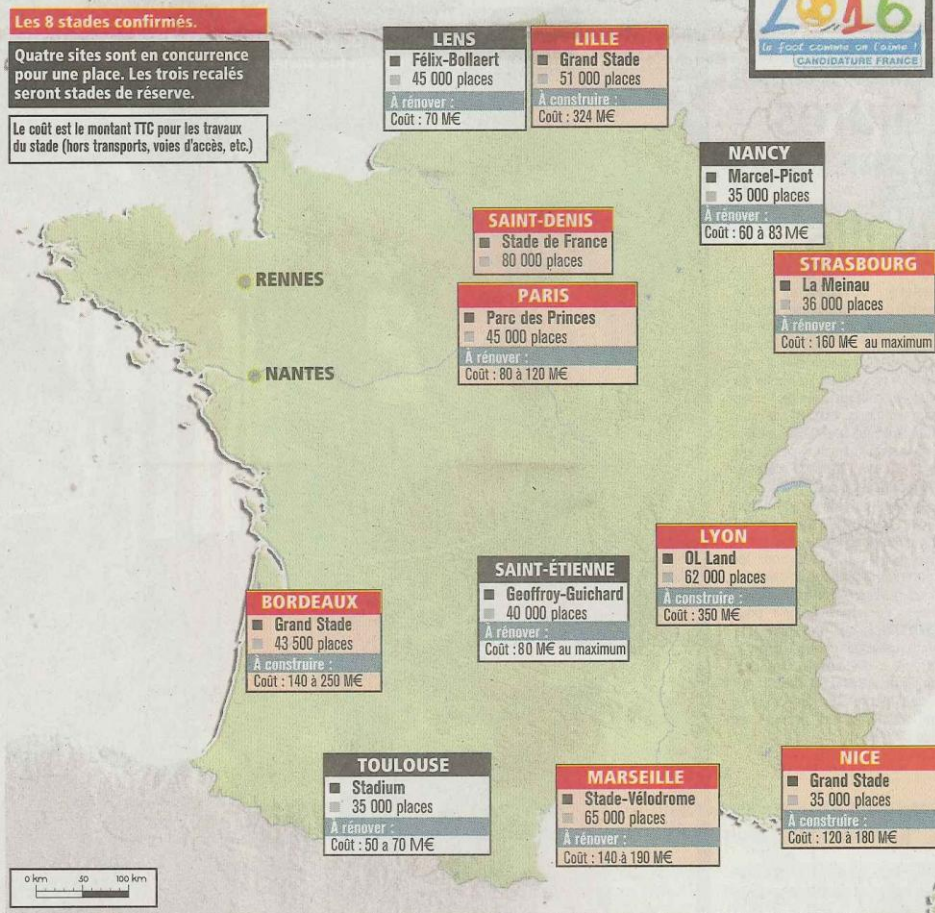 Les 8 stades confirmés.
Quatre sites sont en concurrence
pour une place. Les trois recalés
seront stades de réserve.
Le coût est le montant TTC pour les travaux
du stade (hors transports, voies d'accès, etc.)
2016
le foot comme on l'aime !
CANDIDATURE FRANCE
LENS
Félix-Bollaert
45 000 places
À rénover :
Coût : 70 M€
LILLE
Grand Stade
51 000 places
À construire :
Coût : 324 M€
NANCY
Marcel-Picot
35 000 places
À rénover :
Coût : 60 à 83 M€
SAINT-DENIS
Stade de France
80 000 places
STRASBOURG
La Meinau
36 000 places
À rénover :
Coût : 160 M€ au maximum
RENNES
PARIS
Parc des Princes
45 000 places
À rénover :
Coût : 80 à 120 M€
NANTES
LYON
OL Land
62 000 places
À construire :
Coût : 350 M€
SAINT-ÉTIENNE
Geoffroy-Guichard
40 000 places
À rénover :
Coût : 80 M€ au maximum
BORDEAUX
Grand Stade
43 500 places
À construire :
Coût : 140 à 250 M€
TOULOUSE
Stadium
35 000 places
À rénover :
Coût : 50 a 70 M€
MARSEILLE
Stade-Vélodrome
65 000 places
À rénover :
Coût : 140 à 190 M€
NICE
Grand Stade
35 000 places
À construire :
Coût : 120 à 180 M€
0 km 50 100 km